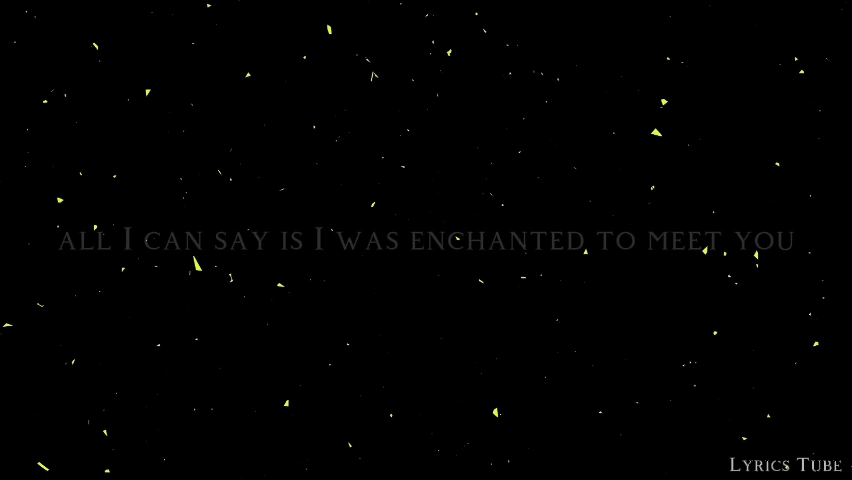 ALL I CAN SAY IS I WAS ENCHANTED TO MEET YOU
LYRICS TUBE